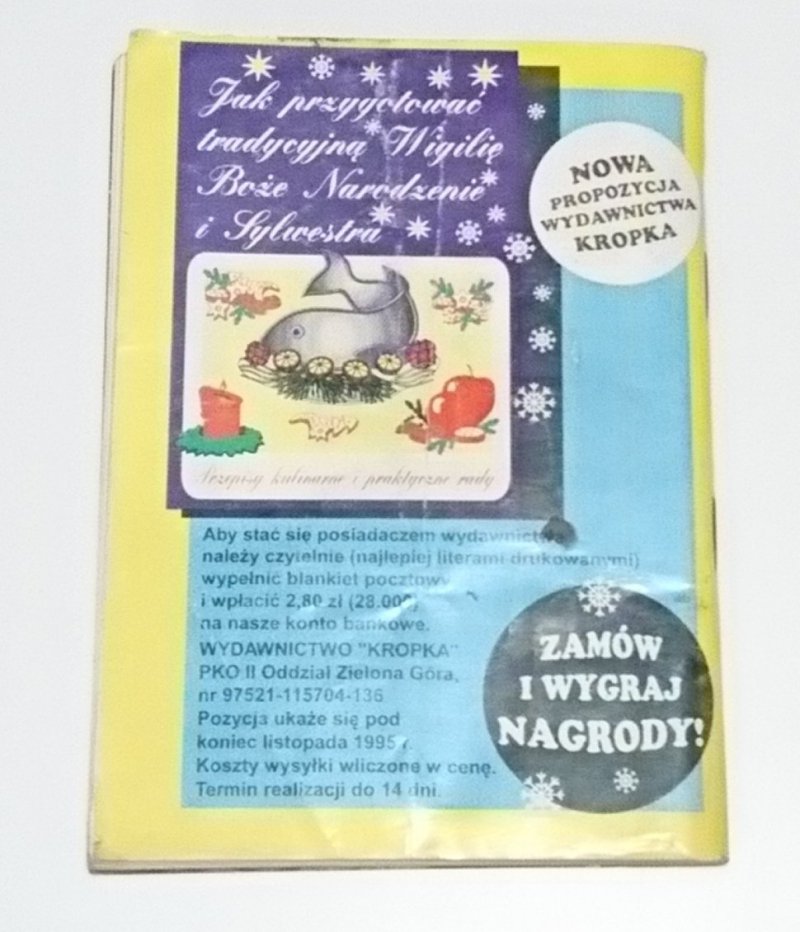 Jak przygotować
tradycyjną Wigilię
Boże Narodzenie
i Sylwestra
NOWA
PROPOZYCJA
WYDAWNICTWA
KROPKA
Przepisy kulinarne i praktyczne rady
Aby stać się posiadaczem wydawnictwa
należy czytelnie (najlepiej literami drukowanymi)
wypełnić blankiet pocztowy
i wpłacić 2,80 zł (28.000)
na nasze konto bankowe.
WYDAWNICTWO "KROPKA"
PKO II Oddział Zielona Góra,
nr 97521-115704-136
Pozycja ukaże się pod
koniec listopada 1995 r.
Koszty wysyłki wliczone w cenę.
Termin realizacji do 14 dni.
ZAMÓW
I WYGRAJ
NAGRODY!